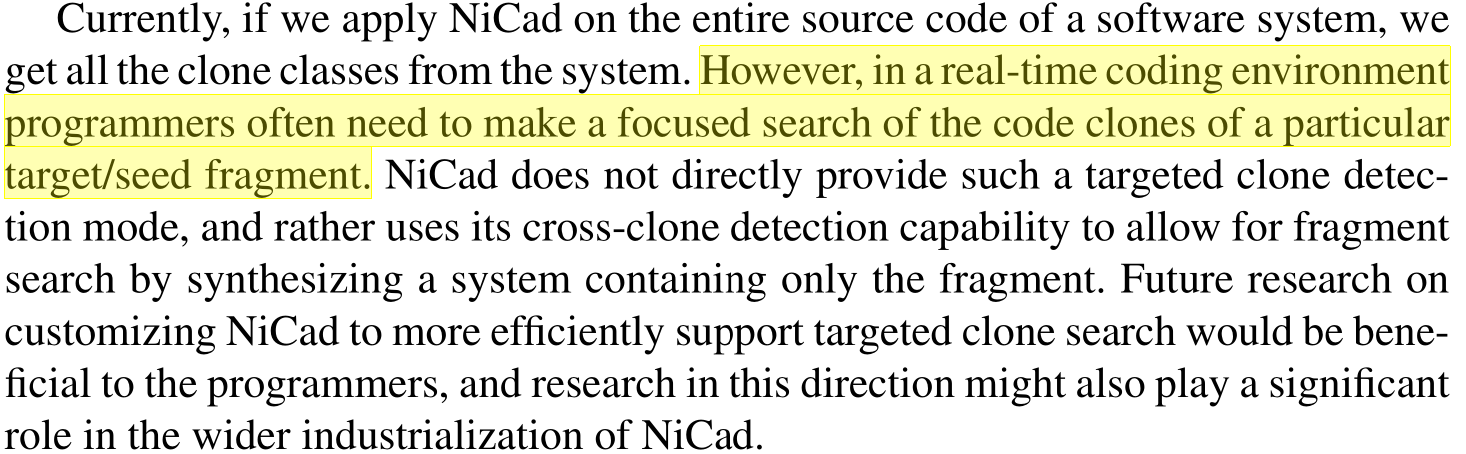 Currently, if we apply NiCad on the entire source code of a software system, we
get all the clone classes from the system. However, in a real-time coding environment
programmers often need to make a focused search of the code clones of a particular
target/seed fragment. NiCad does not directly provide such a targeted clone detec-
tion mode, and rather uses its cross-clone detection capability to allow for fragment
search by synthesizing a system containing only the fragment. Future research on
customizing NiCad to more efficiently support targeted clone search would be bene-
ficial to the programmers, and research in this direction might also play a significant
role in the wider industrialization of NiCad.